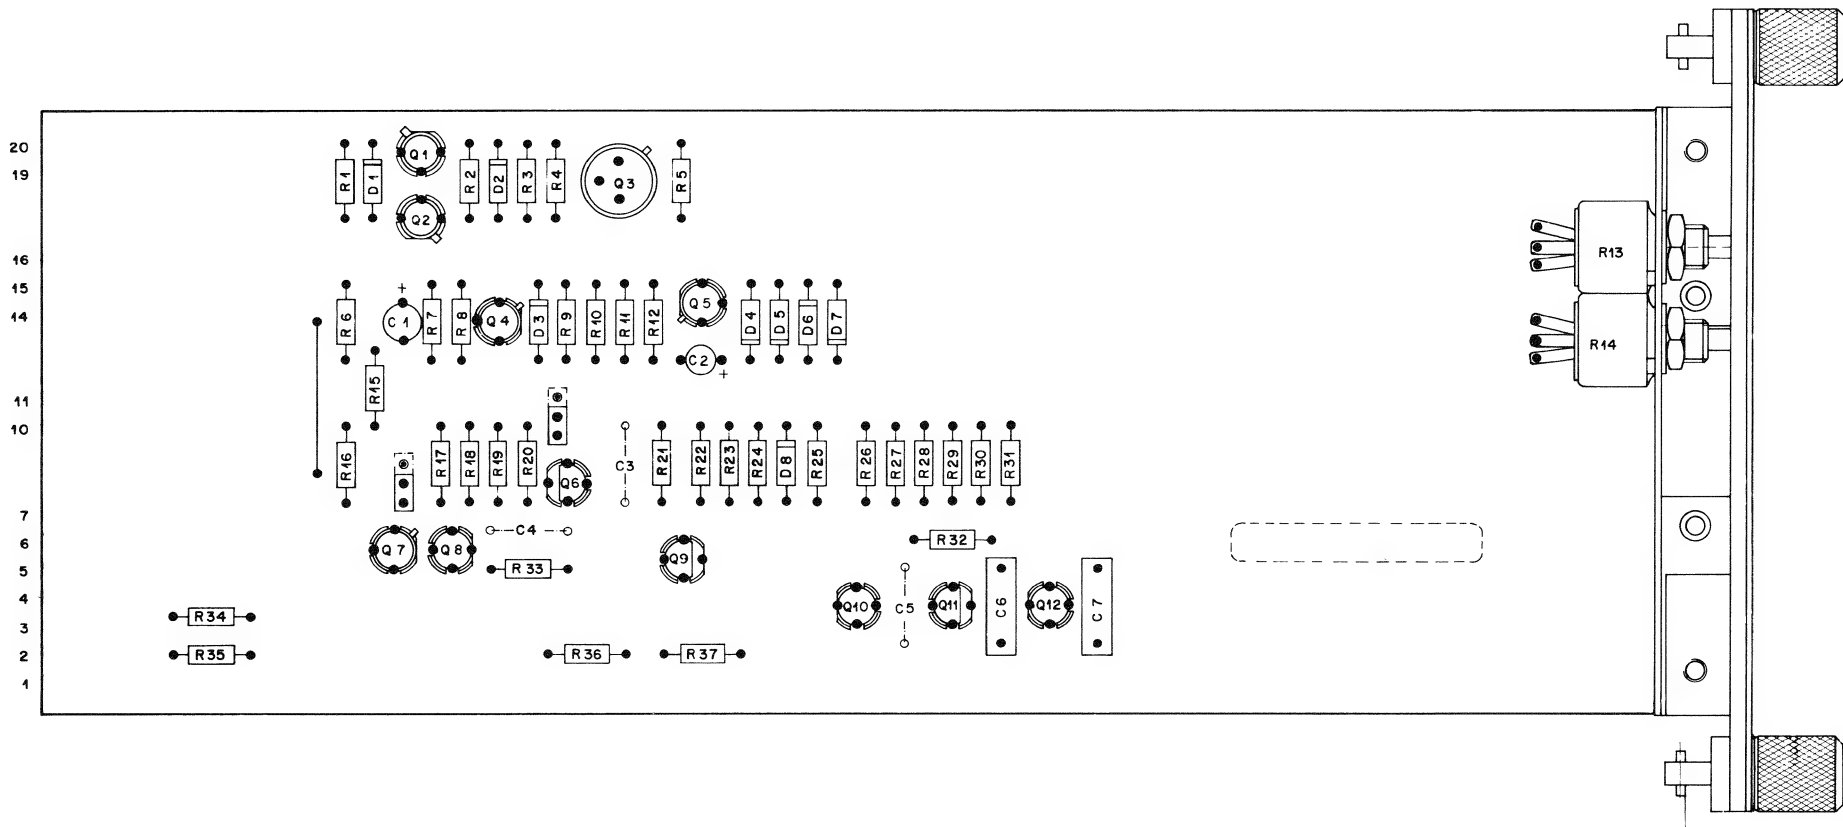 20
19
R1 D1 Q1 R2 D2 R3 R4 Q3 R5
Q2
16
15
14
R13
+
R6 C1 R7 R8 Q4 D3 R9 R10 R11 R12 Q5 D4 D5 D6 D7
R14
C2
+
R15
11
10
R16 R17 R18 R19 R20 Q6 C3 R21 R22 R23 R24 D8 R25 R26 R27 R28 R29 R30 R31
7
C4
6
Q7 Q8 Q9 R32
5
R33
4
Q10 C5 Q11 C6 Q12 C7
R34
3
2
R35 R36 R37
1